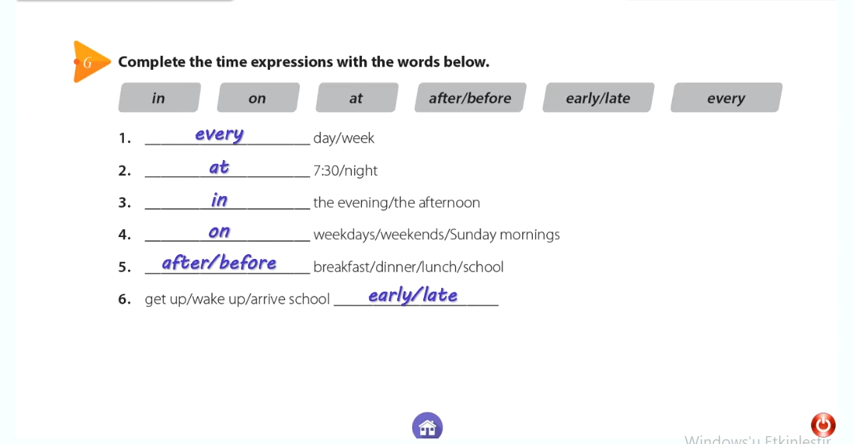 G Complete the time expressions with the words below.
in on at after/before early/late every
1. every day/week
2. at 7:30/night
3. in the evening/the afternoon
4. on weekdays/weekends/Sunday mornings
5. after/before breakfast/dinner/lunch/school
6. get up/wake up/arrive school early/late
Windows'u Etkinleştir